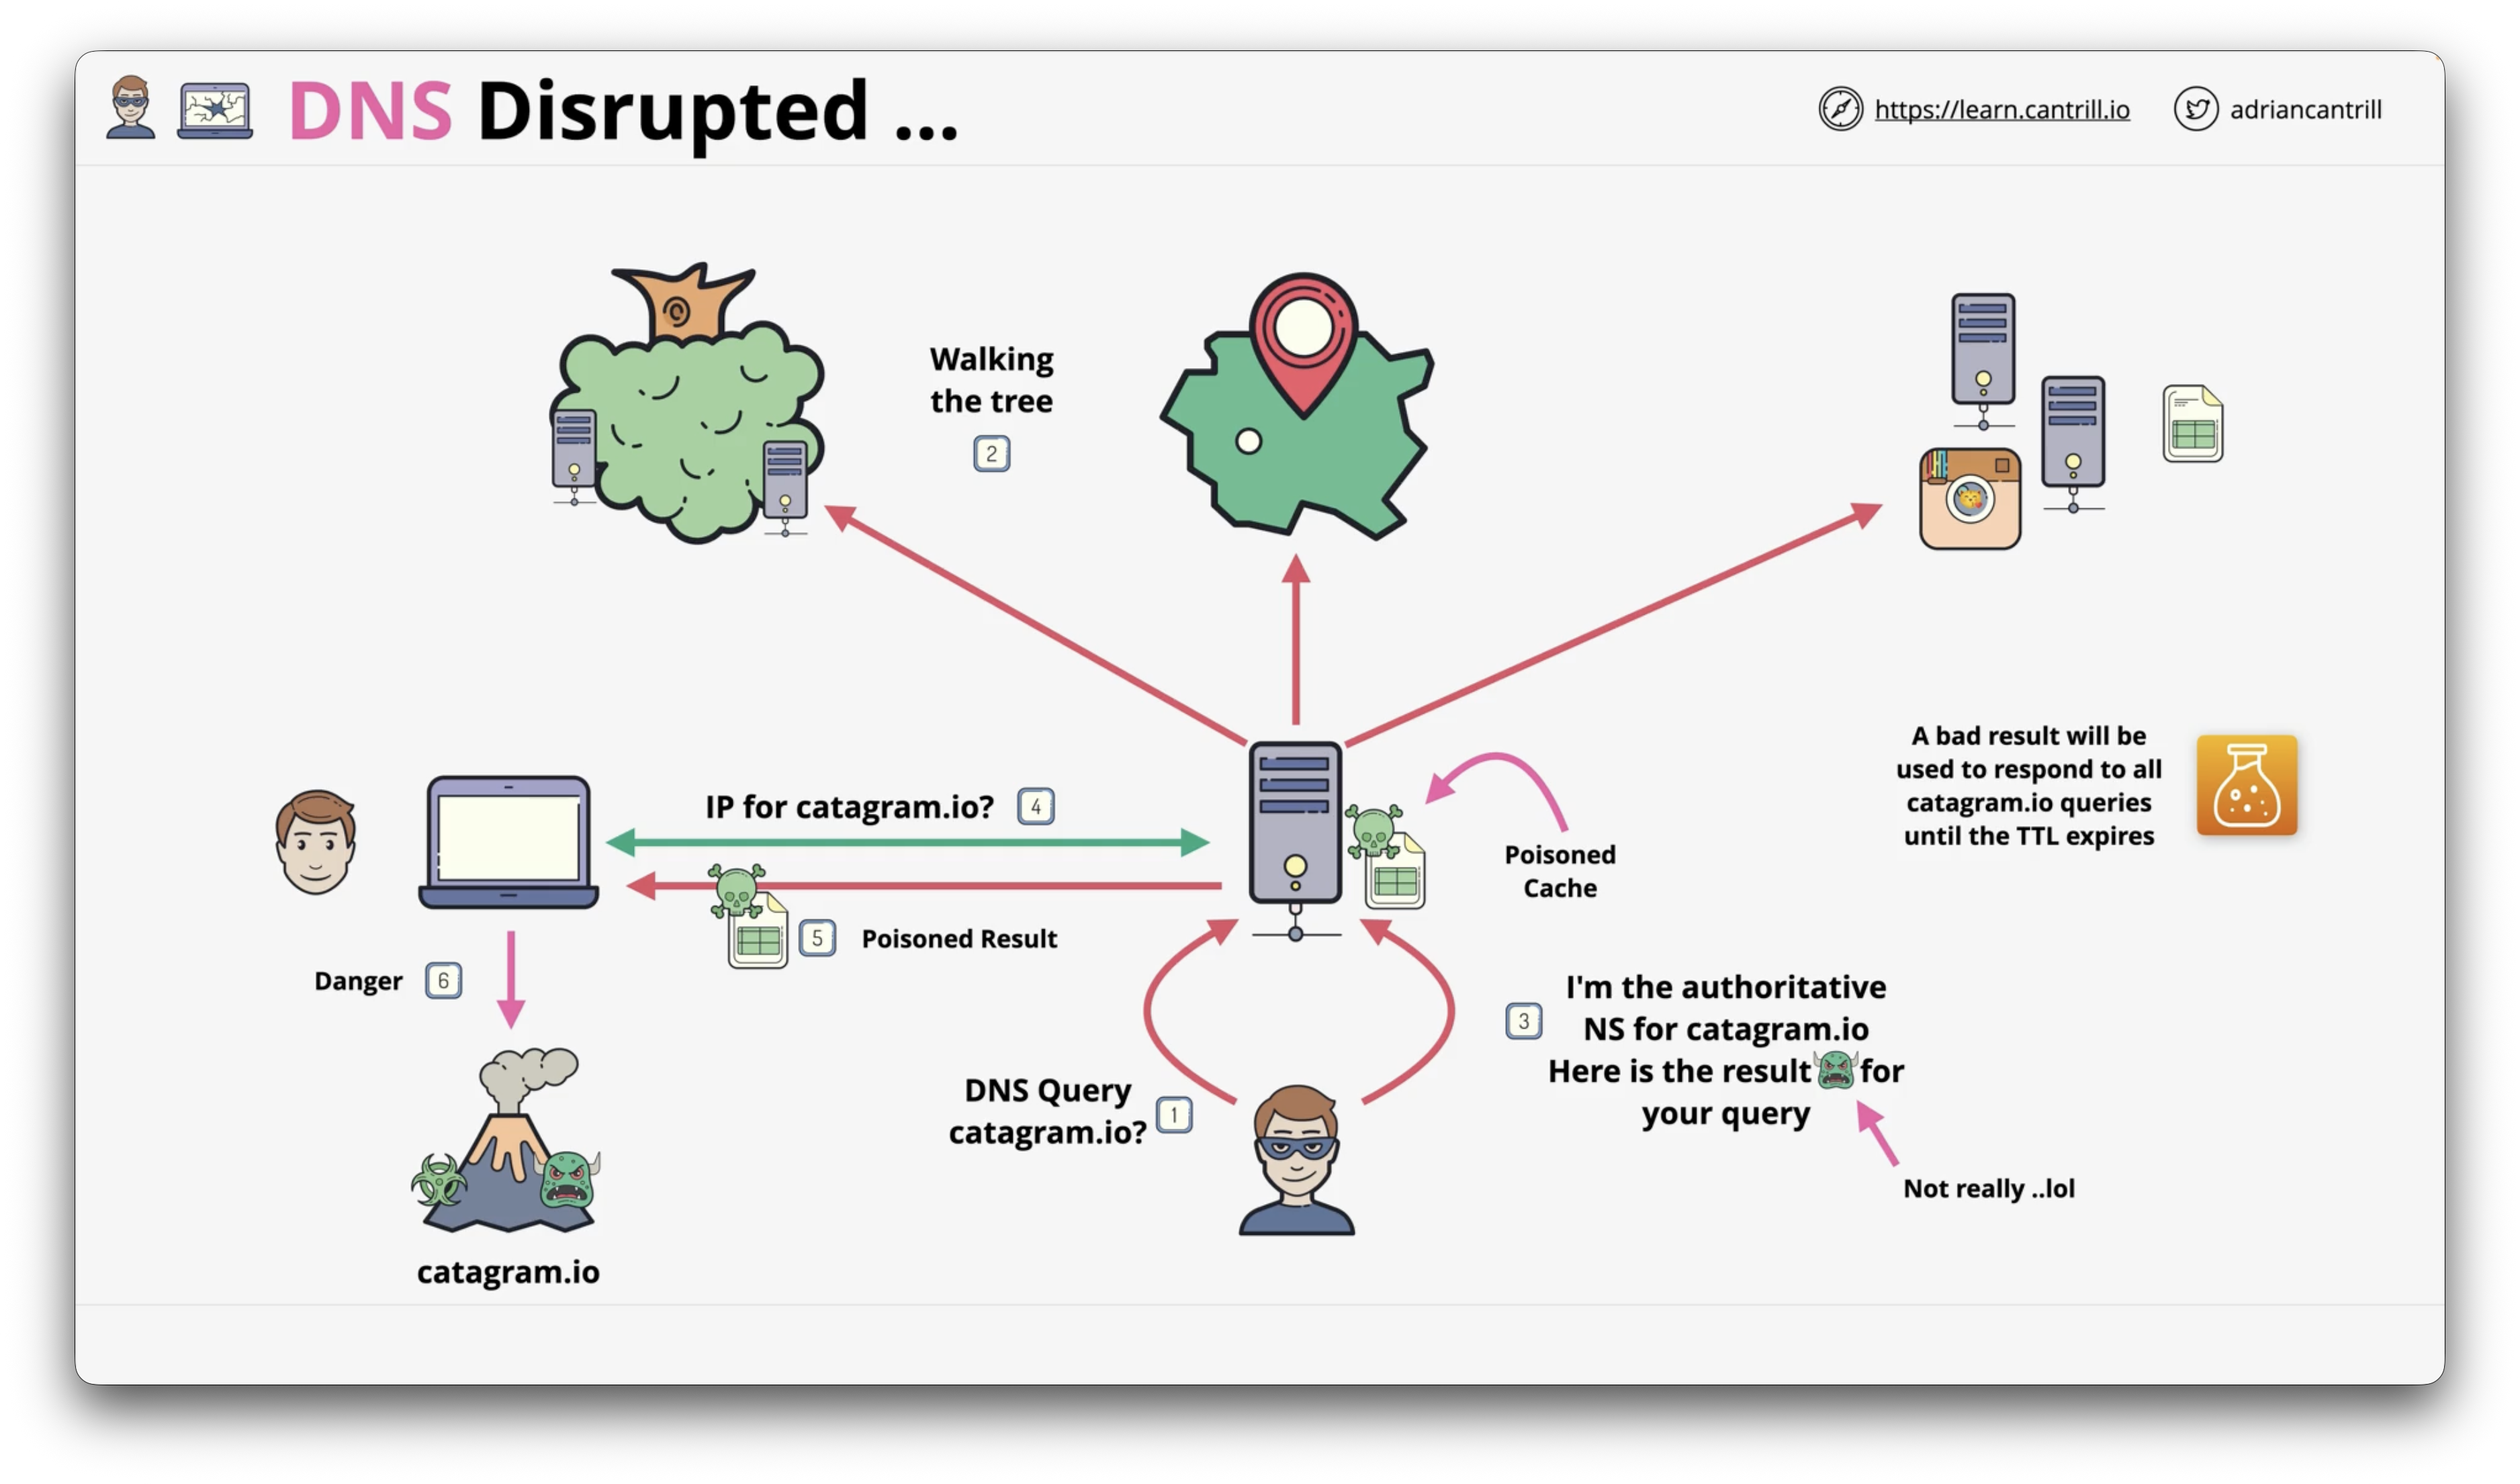 DNS Disrupted ...
https://learn.cantrill.io
adriancantrill
Walking
the tree
2
A bad result will be
used to respond to all
catagram.io queries
until the TTL expires
IP for catagram.io? 4
Poisoned
Cache
5 Poisoned Result
Danger 6
3 I'm the authoritative
NS for catagram.io
Here is the result for
your query
DNS Query
catagram.io? 1
Not really ..lol
catagram.io